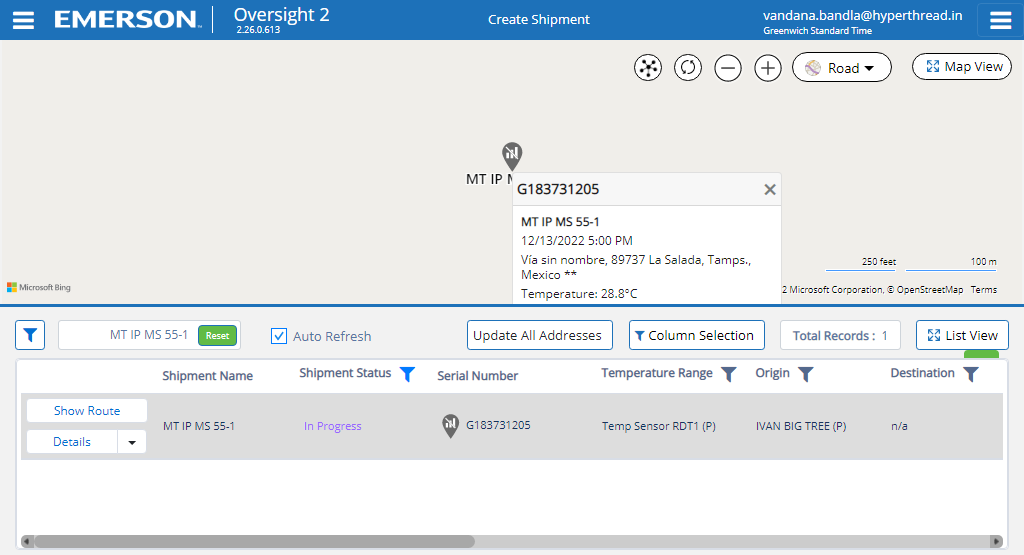 EMERSON
Oversight 2
2.26.0.613
Create Shipment
vandana.bandla@hyperthread.in
Greenwich Standard Time
Road
Map View
MT IP M
G183731205
MT IP MS 55-1
12/13/2022 5:00 PM
Vía sin nombre, 89737 La Salada, Tamps.,
Mexico **
Temperature: 28.8°C
250 feet
100 m
Microsoft Bing
2 Microsoft Corporation, © OpenStreetMap Terms
MT IP MS 55-1
Reset
Auto Refresh
Update All Addresses
Column Selection
Total Records : 1
List View
Shipment Name
Shipment Status
Serial Number
Temperature Range
Origin
Destination
Show Route
Details
MT IP MS 55-1
In Progress
G183731205
Temp Sensor RDT1 (P)
IVAN BIG TREE (P)
n/a